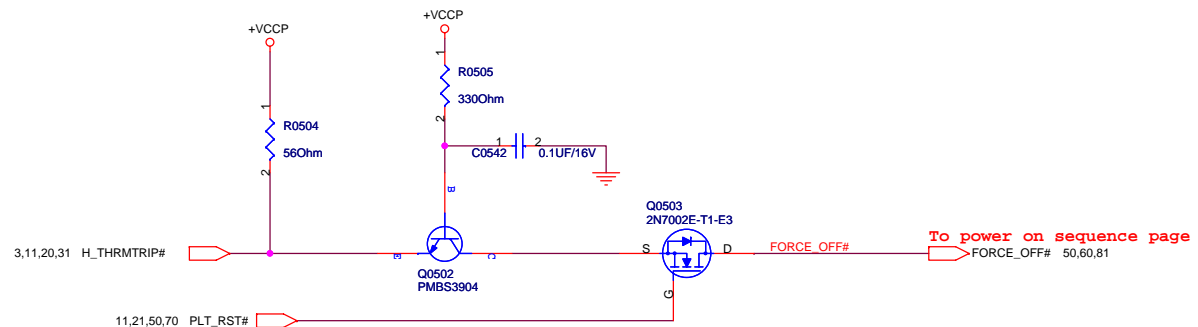 +VCCP
+VCCP
1
R0505
330Ohm
2
1
R0504
56Ohm
2
1
2
C0542
0.1UF/16V
B
Q0503
2N7002E-T1-E3
3,11,20,31 H_THRMTRIP#
E
C
Q0502
PMBS3904
S
D
FORCE_OFF#
To power on sequence page
FORCE_OFF# 50,60,81
G
11,21,50,70 PLT_RST#